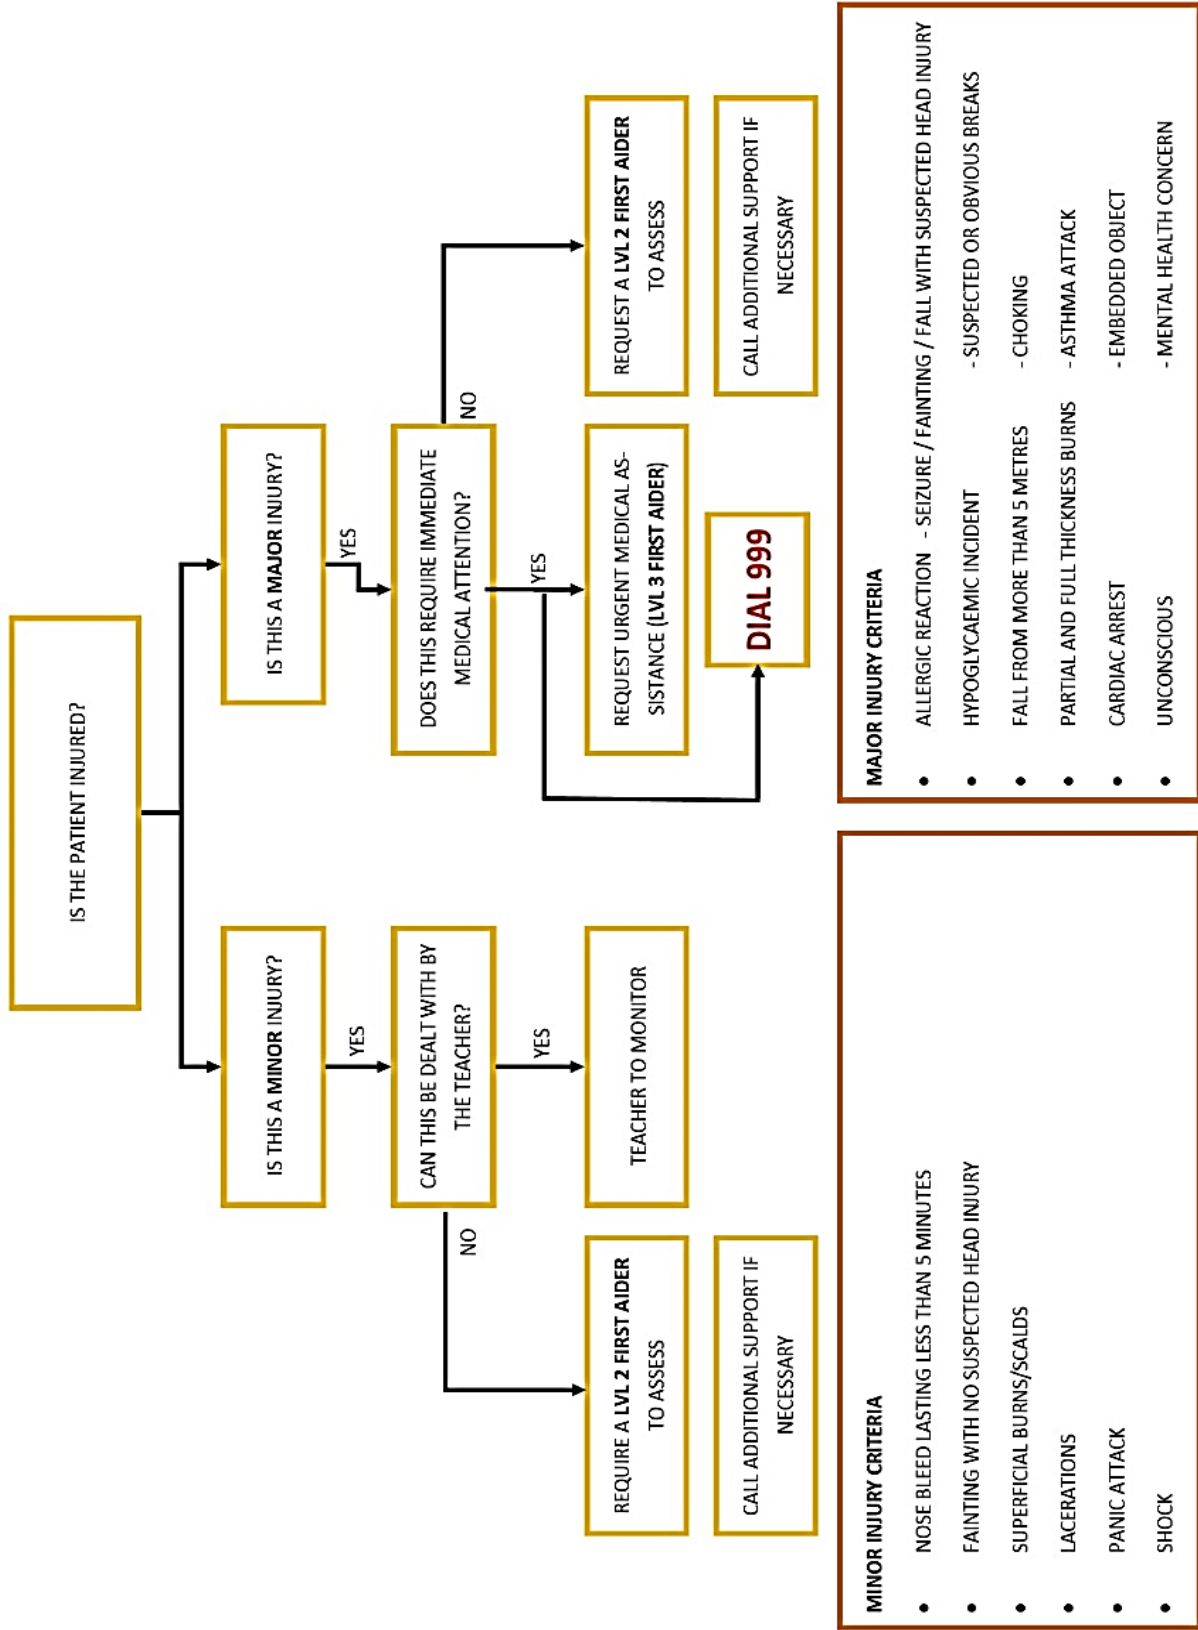 IS THE PATIENT INJURED?
IS THIS A MINOR INJURY?
IS THIS A MAJOR INJURY?
YES
YES
CAN THIS BE DEALT WITH BY
THE TEACHER?
DOES THIS REQUIRE IMMEDIATE
MEDICAL ATTENTION?
NO
YES
YES
NO
REQUIRE A LVL 2 FIRST AIDER
TO ASSESS
TEACHER TO MONITOR
REQUEST URGENT MEDICAL AS-
SISTANCE (LVL 3 FIRST AIDER)
REQUEST A LVL 2 FIRST AIDER
TO ASSESS
CALL ADDITIONAL SUPPORT IF
NECESSARY
DIAL 999
CALL ADDITIONAL SUPPORT IF
NECESSARY
MINOR INJURY CRITERIA
• NOSE BLEED LASTING LESS THAN 5 MINUTES
• FAINTING WITH NO SUSPECTED HEAD INJURY
• SUPERFICIAL BURNS/SCALDS
• LACERATIONS
• PANIC ATTACK
• SHOCK
MAJOR INJURY CRITERIA
• ALLERGIC REACTION - SEIZURE / FAINTING / FALL WITH SUSPECTED HEAD INJURY
• HYPOGLYCAEMIC INCIDENT - SUSPECTED OR OBVIOUS BREAKS
• FALL FROM MORE THAN 5 METRES - CHOKING
• PARTIAL AND FULL THICKNESS BURNS - ASTHMA ATTACK
• CARDIAC ARREST - EMBEDDED OBJECT
• UNCONSCIOUS - MENTAL HEALTH CONCERN